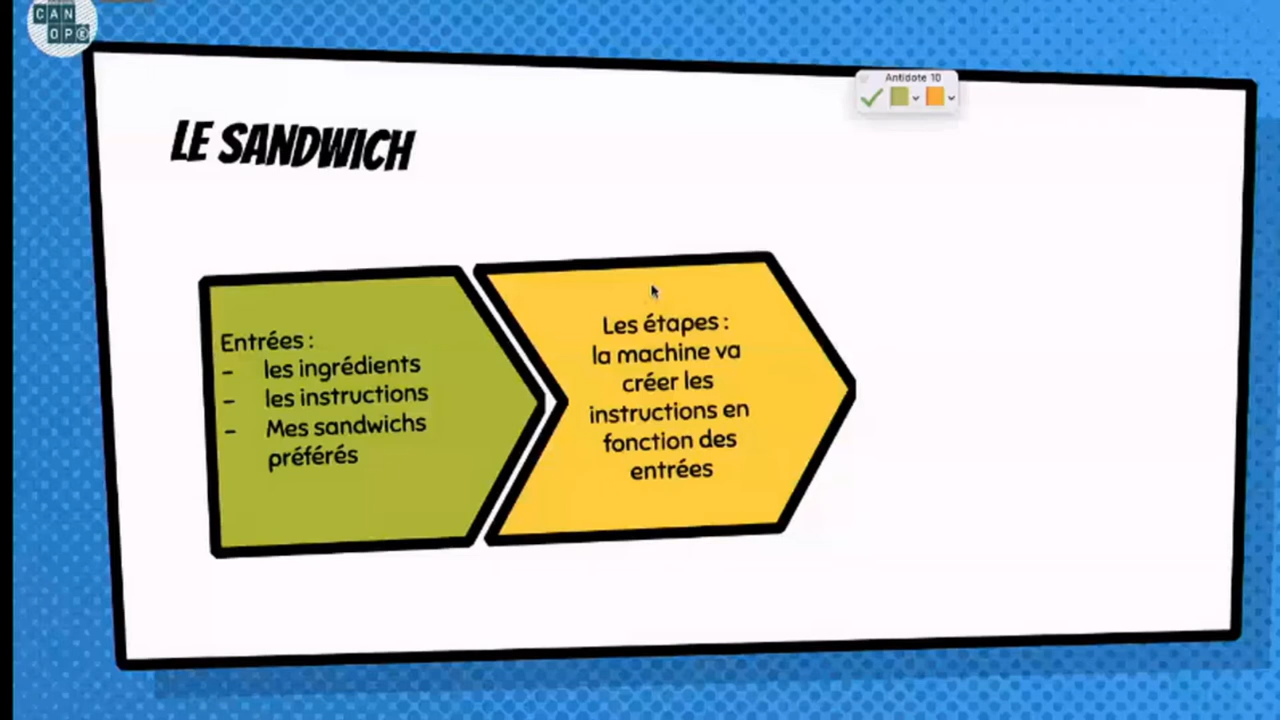 CAN
OPÉ
Antidote 10
LE SANDWICH
Entrées :
- les ingrédients
- les instructions
- Mes sandwichs
préférés
Les étapes :
la machine va
créer les
instructions en
fonction des
entrées